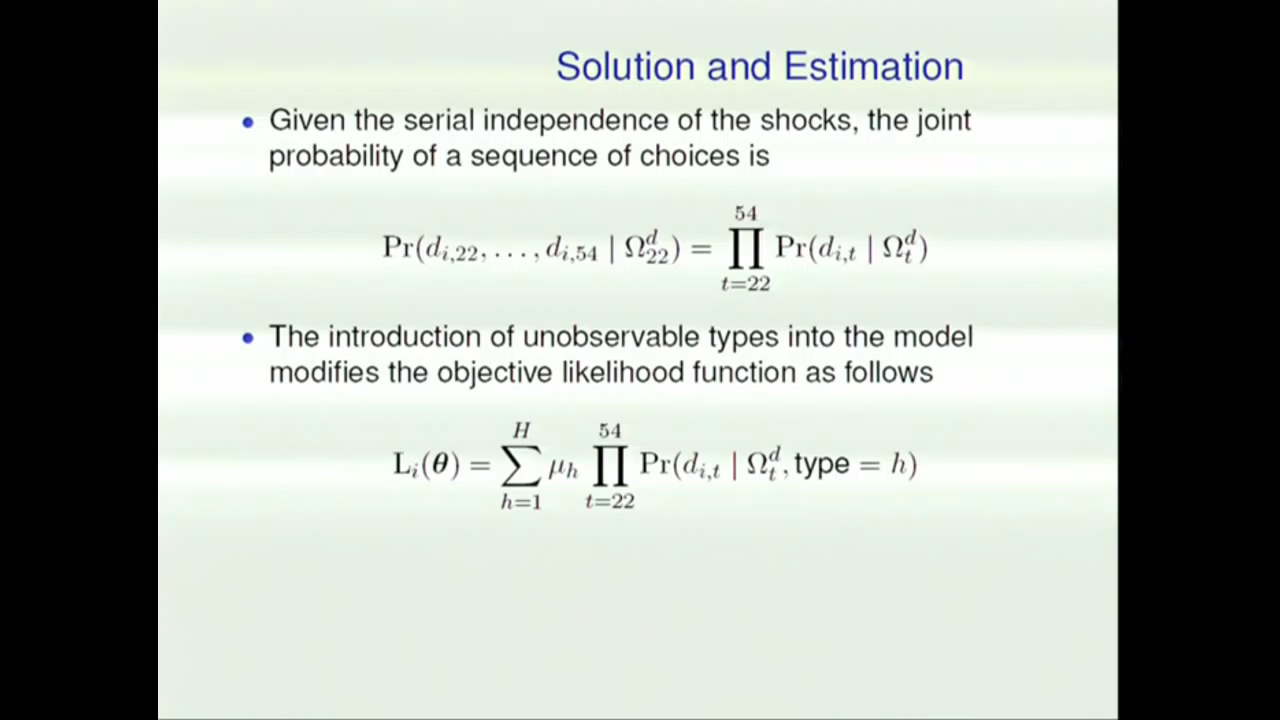 Solution and Estimation
• Given the serial independence of the shocks, the joint
probability of a sequence of choices is
Pr(d_{i,22}, …, d_{i,54} | Ω^d_{22}) = ∏_{t=22}^{54} Pr(d_{i,t} | Ω^d_t)
• The introduction of unobservable types into the model
modifies the objective likelihood function as follows
L_i(θ) = ∑_{h=1}^{H} μ_h ∏_{t=22}^{54} Pr(d_{i,t} | Ω^d_t, type = h)